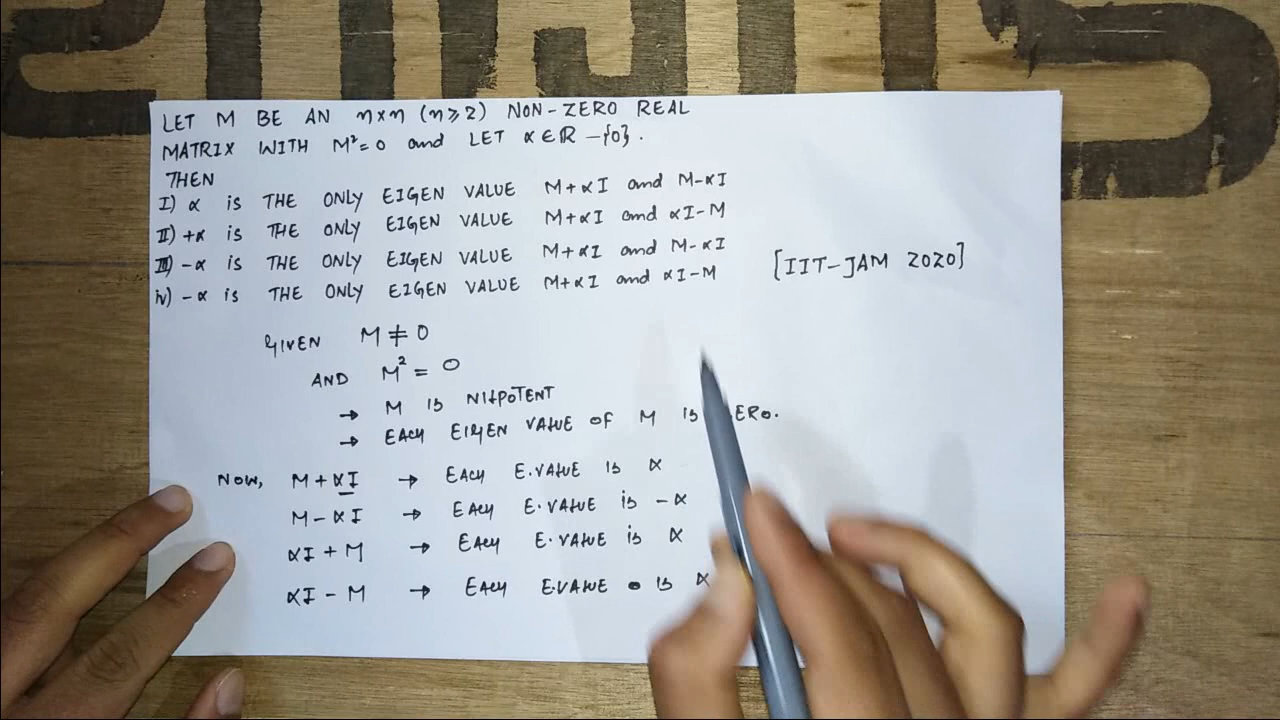 LET M BE AN n×n (n≥2) NON-ZERO REAL
MATRIX WITH M²=0 and LET α∈ℝ-{0}.
THEN
I) α is THE ONLY EIGEN VALUE M+αI and M-αI
II) +α is THE ONLY EIGEN VALUE M+αI and αI-M
III) -α is THE ONLY EIGEN VALUE M+αI and M-αI
iv) -α is THE ONLY EIGEN VALUE M+αI and αI-M
[IIT-JAM 2020]
GIVEN M≠0
AND M²=0
→ M is NILPOTENT
→ EACH EIGEN VALUE OF M is
NOW, M+αI → EACH E.VALUE is α
M-αI → EACH E.VALUE is -α
αI+M → EACH E.VALUE is α
αI-M → EACH E.VALUE is α